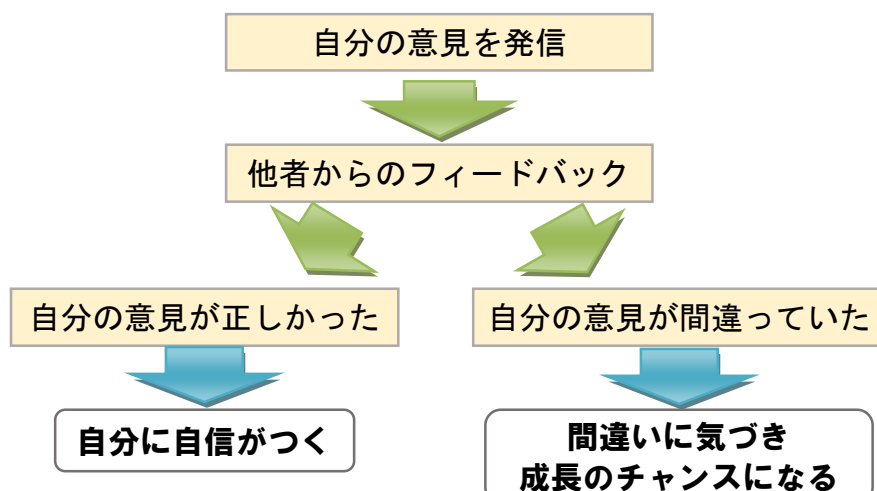 自分の意見を発信
他者からのフィードバック
自分の意見が正しかった
自分の意見が間違っていた
自分に自信がつく
間違いに気づき
成長のチャンスになる